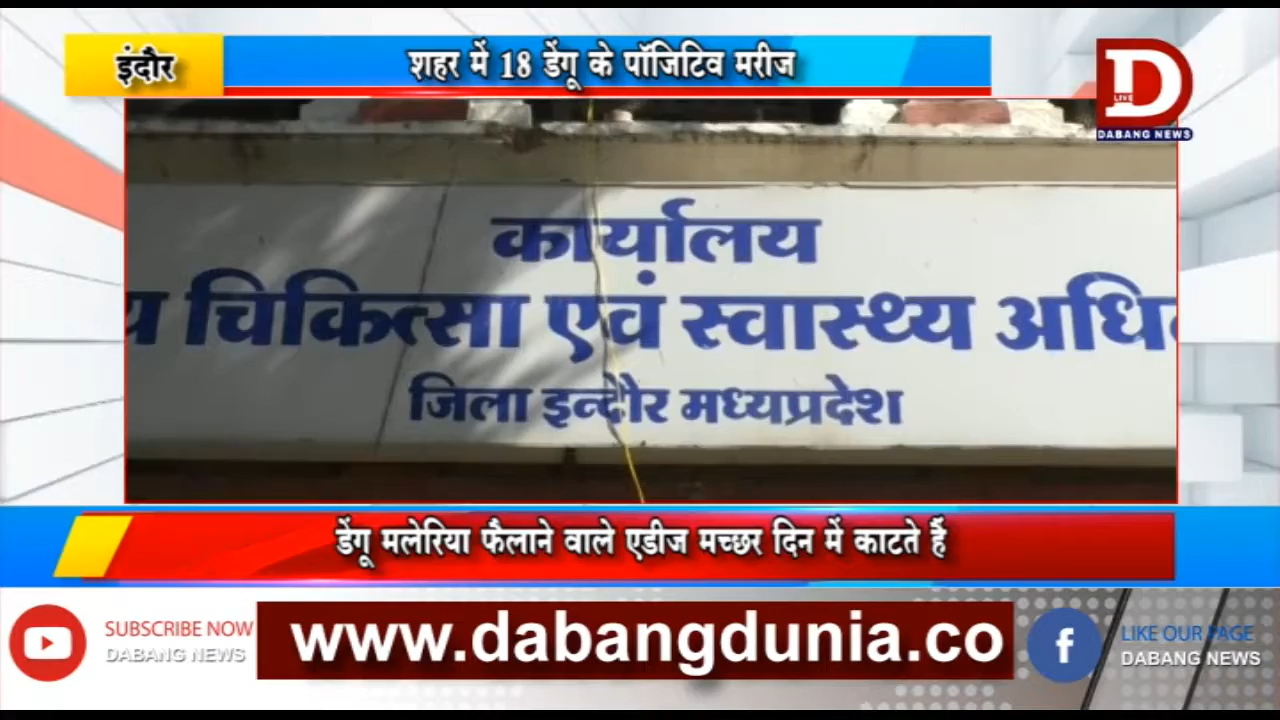 इंदौर
शहर में 18 डेंगू के पॉजिटिव मरीज
LIVE
DABANG NEWS
कार्यालय
चिकित्सा एवं स्वास्थ्य
जिला इन्दौर मध्यप्रदेश
डेंगू मलेरिया फैलाने वाले एडीज मच्छर दिन में काटते हैं
SUBSCRIBE NOW
DABANG NEWS
www.dabangdunia.co
LIKE OUR PAGE
DABANG NEWS